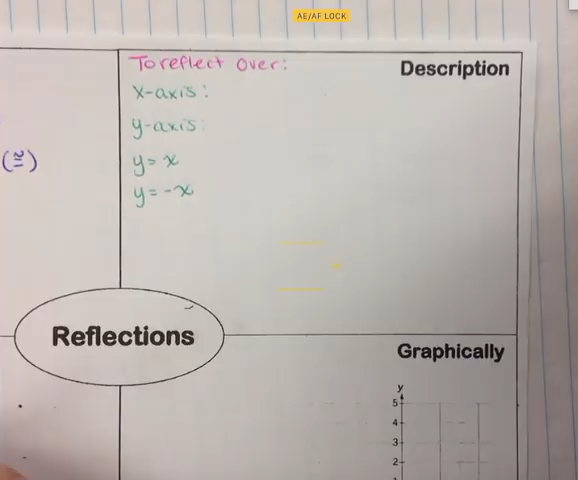 AE/AF LOCK
To reflect over:
Description
x-axis:
y-axis:
(≅)
y = x
y = -x
Reflections
Graphically
y
5
4
3
2